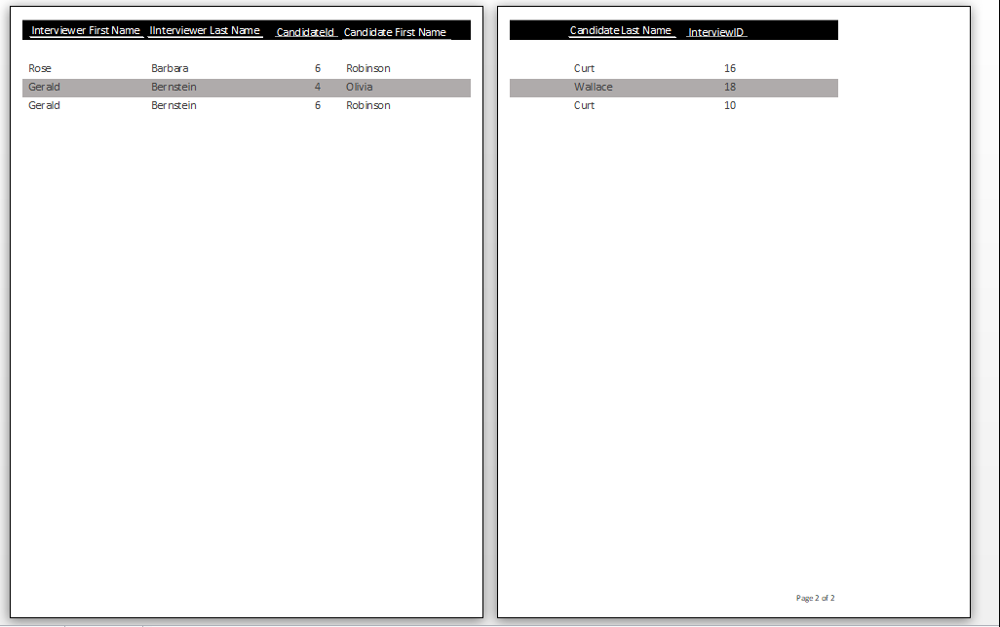 Interviewer First Name IInterviewer Last Name CandidateId Candidate First Name
Rose Barbara 6 Robinson
Gerald Bernstein 4 Olivia
Gerald Bernstein 6 Robinson
Candidate Last Name InterviewID
Curt 16
Wallace 18
Curt 10
Page 2 of 2